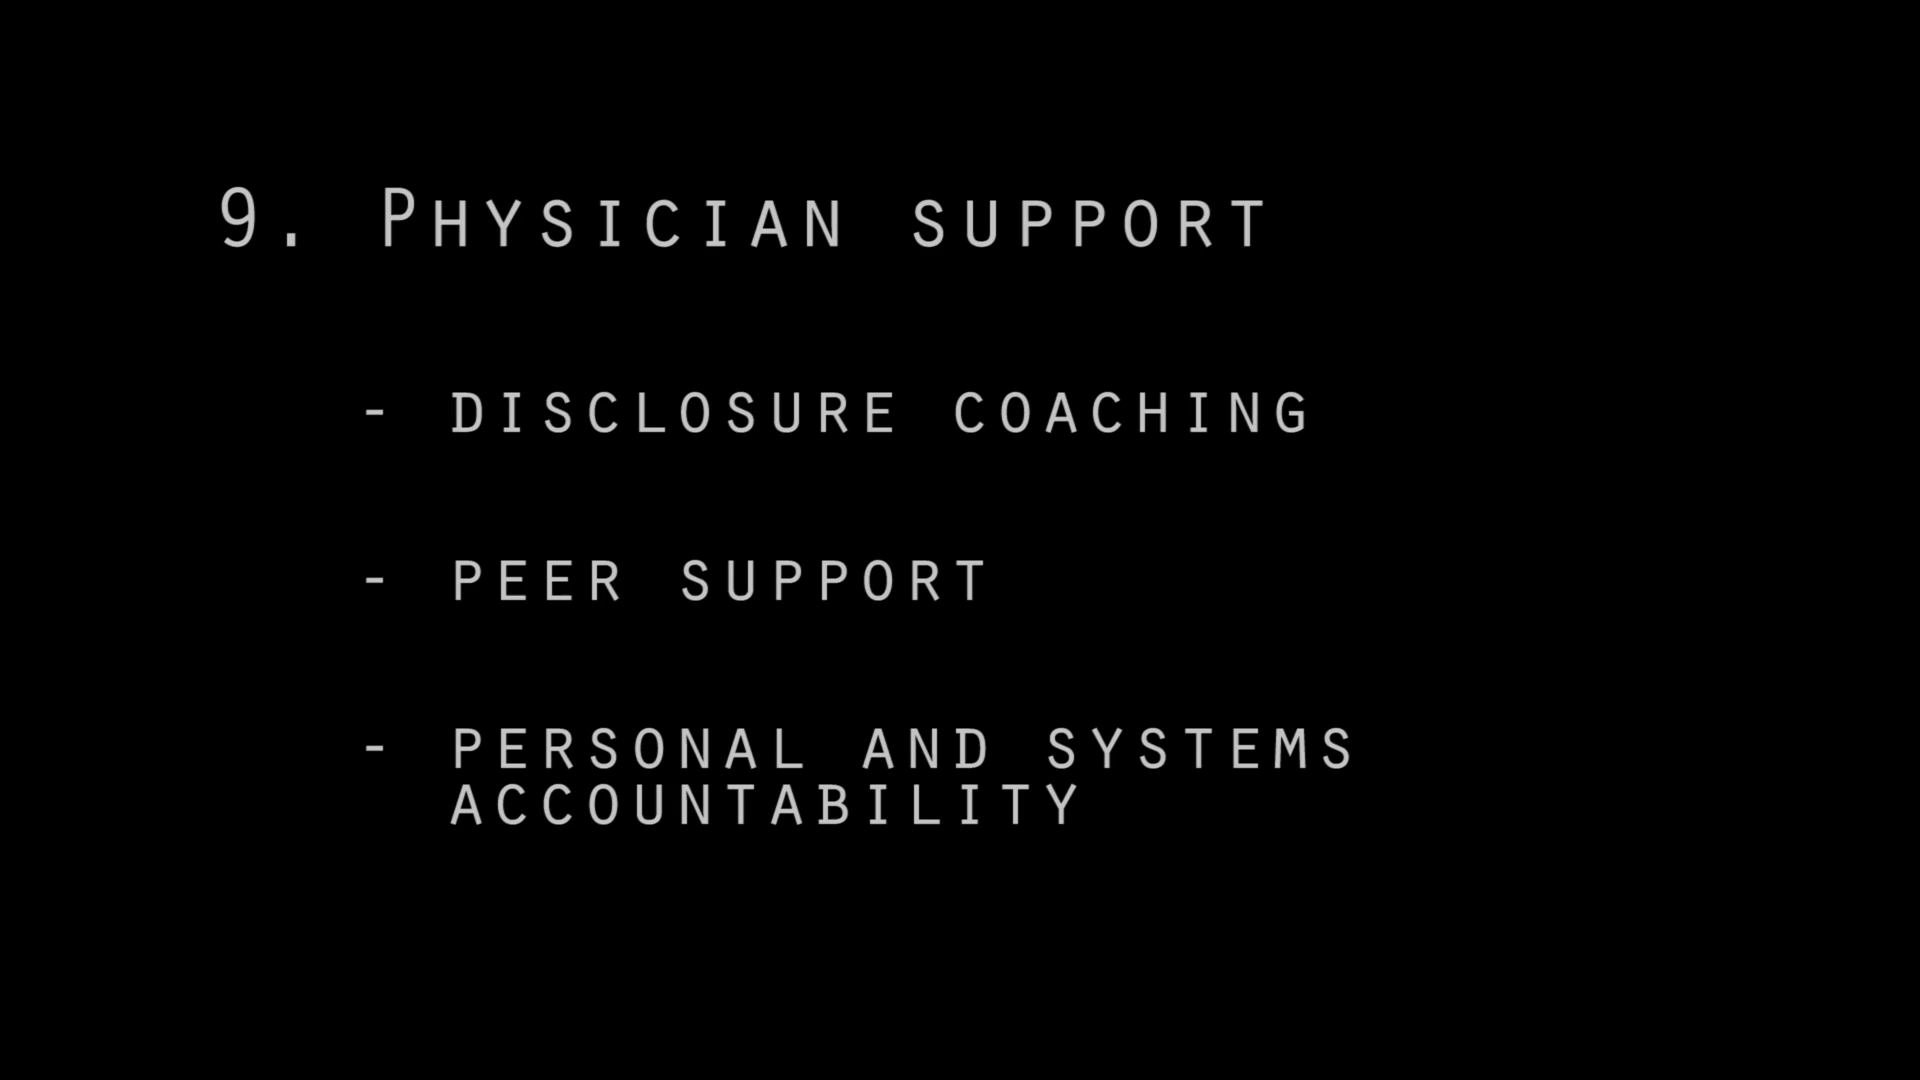 9. Physician support
- disclosure coaching
- peer support
- personal and systems
accountability